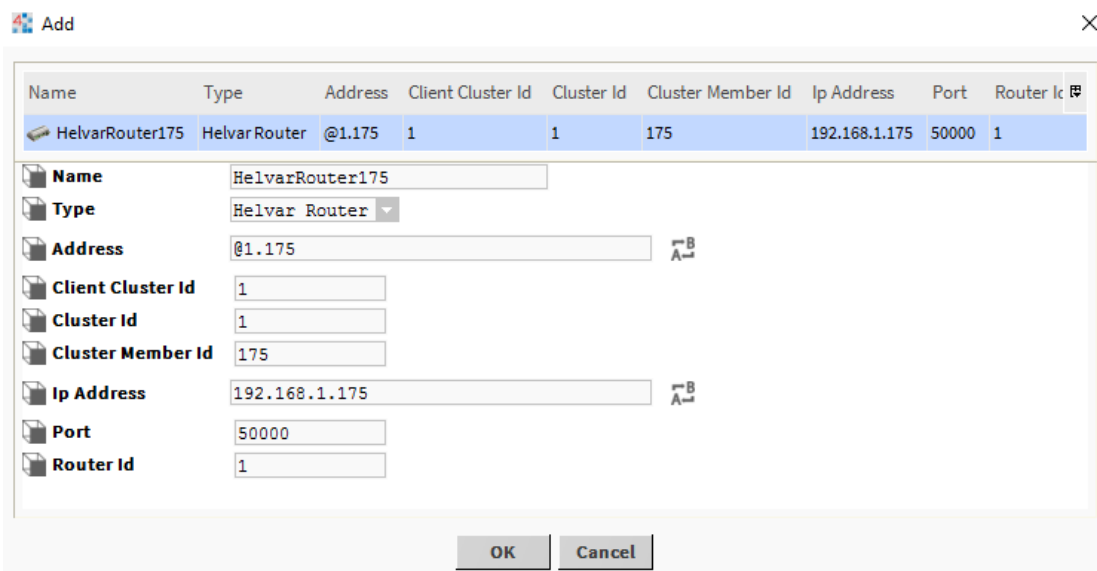 Add
Name Type Address Client Cluster Id Cluster Id Cluster Member Id Ip Address Port Router Id
HelvarRouter175 Helvar Router @1.175 1 1 175 192.168.1.175 50000 1
Name HelvarRouter175
Type Helvar Router
Address @1.175
Client Cluster Id 1
Cluster Id 1
Cluster Member Id 175
Ip Address 192.168.1.175
Port 50000
Router Id 1
OK Cancel